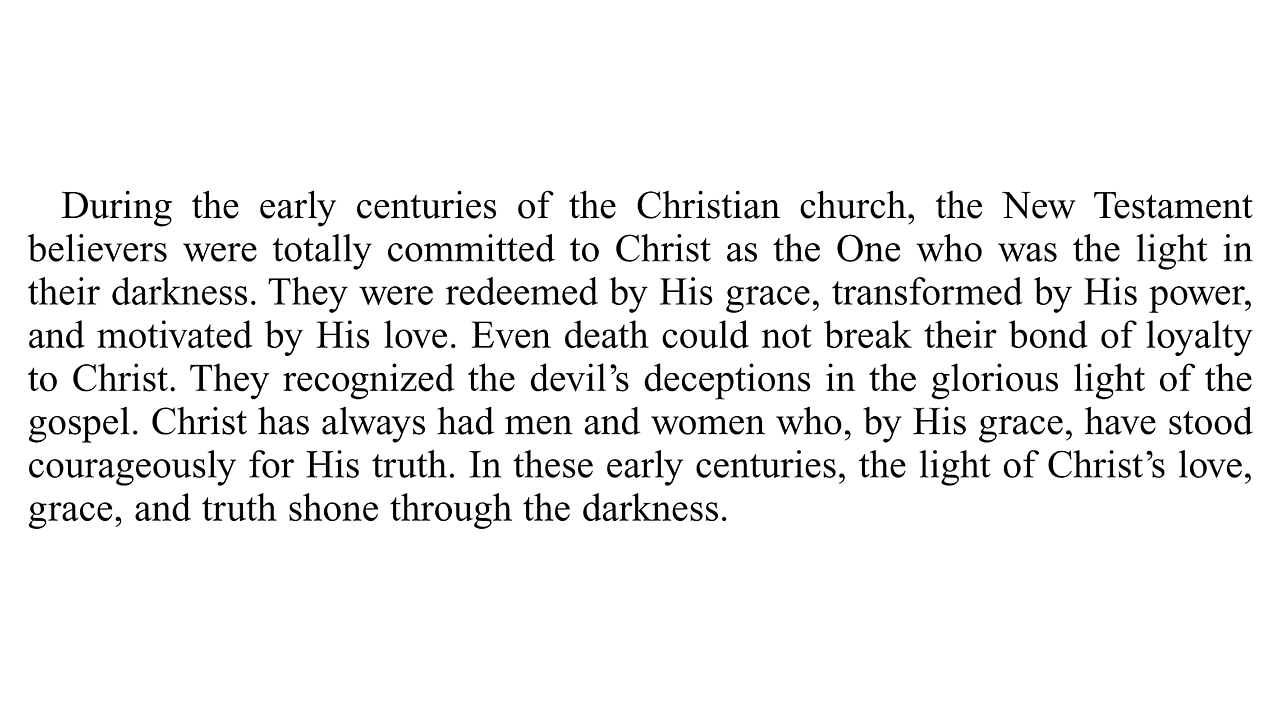 During the early centuries of the Christian church, the New Testament
believers were totally committed to Christ as the One who was the light in
their darkness. They were redeemed by His grace, transformed by His power,
and motivated by His love. Even death could not break their bond of loyalty
to Christ. They recognized the devil’s deceptions in the glorious light of the
gospel. Christ has always had men and women who, by His grace, have stood
courageously for His truth. In these early centuries, the light of Christ’s love,
grace, and truth shone through the darkness.